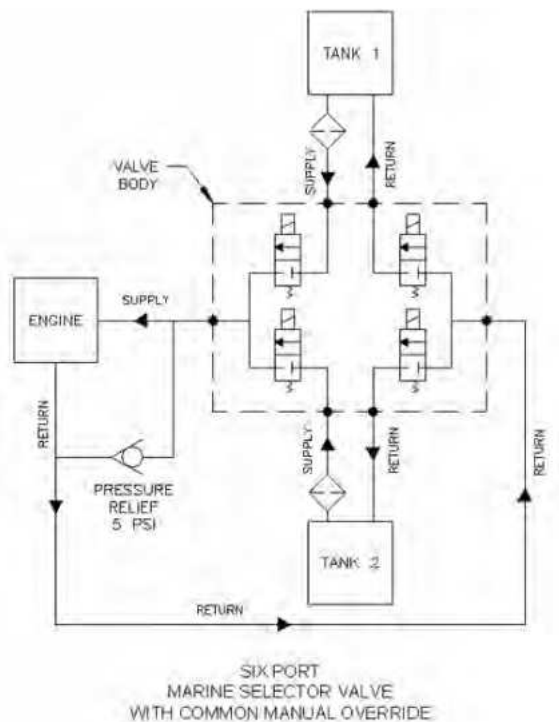 TANK 1
VALVE
BODY
SUPPLY
RETURN
SUPPLY
ENGINE
RETURN
SUPPLY
RETURN
RETURN
PRESSURE
RELIEF
5 PSI
TANK 2
RETURN
SIX PORT
MARINE SELECTOR VALVE
WITH COMMON MANUAL OVERRIDE